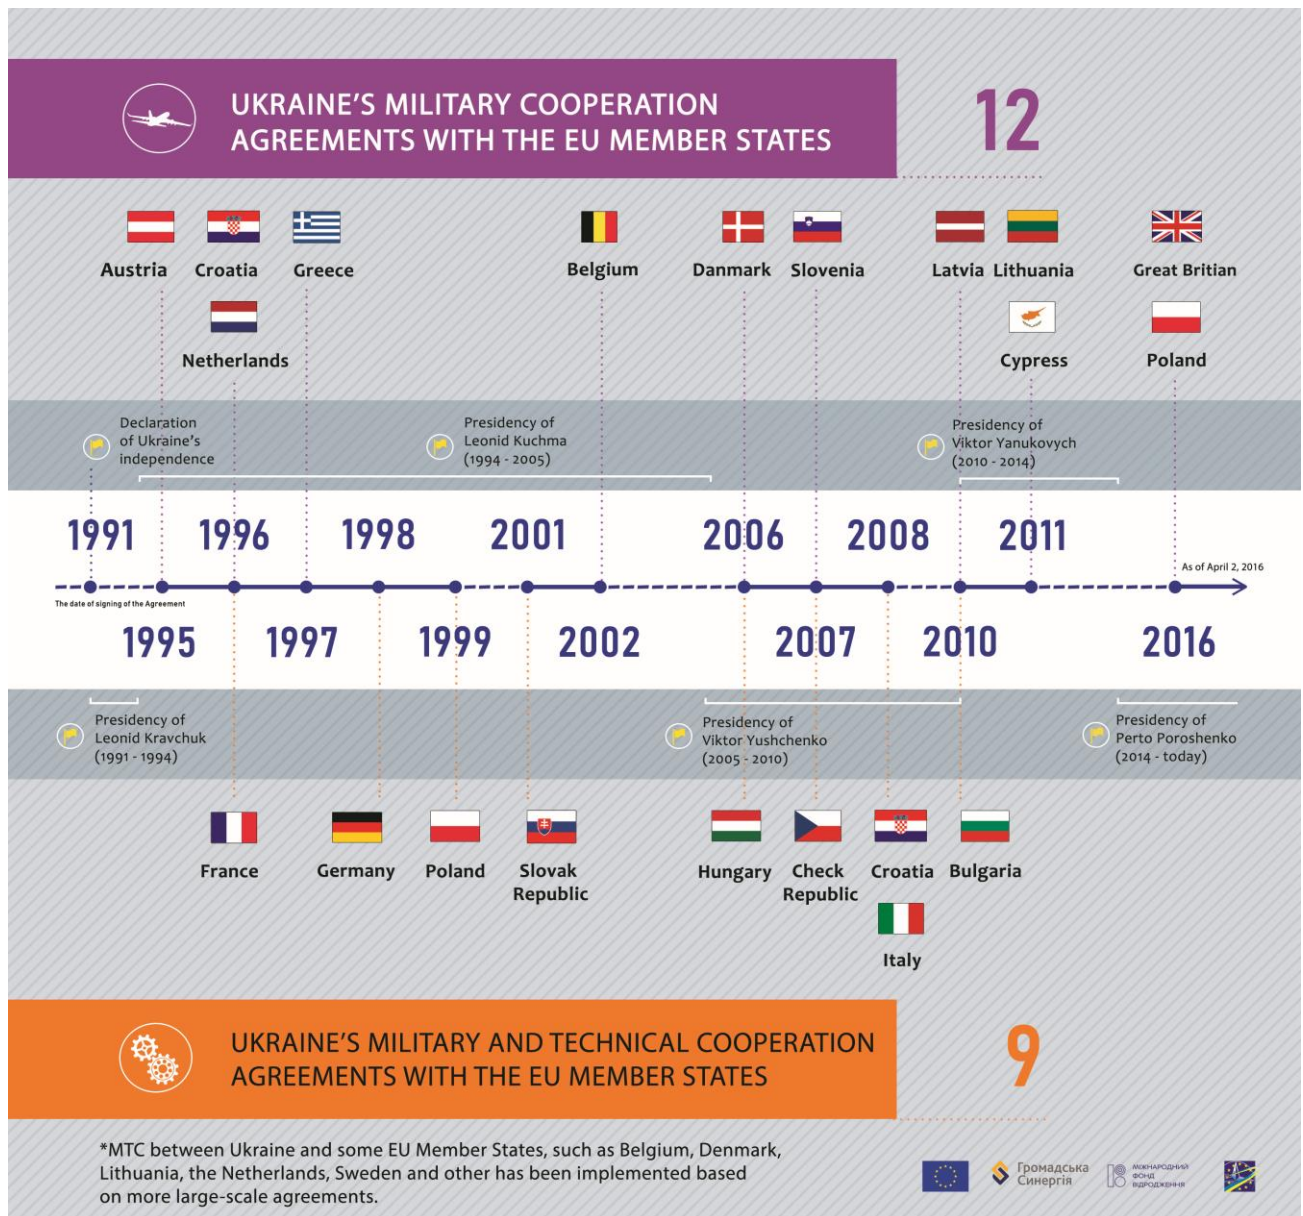 UKRAINE'S MILITARY COOPERATION
AGREEMENTS WITH THE EU MEMBER STATES
12
Austria
Croatia
Greece
Belgium
Danmark
Slovenia
Latvia
Lithuania
Great Britian
Netherlands
Cypress
Poland
Declaration
of Ukraine's
independence
Presidency of
Leonid Kuchma
(1994 - 2005)
Presidency of
Viktor Yanukovych
(2010 - 2014)
1991
1996
1998
2001
2006
2008
2011
As of April 2, 2016
The date of signing of the Agreement
1995
1997
1999
2002
2007
2010
2016
Presidency of
Leonid Kravchuk
(1991 - 1994)
Presidency of
Viktor Yushchenko
(2005 - 2010)
Presidency of
Perto Poroshenko
(2014 - today)
France
Germany
Poland
Slovak
Republic
Hungary
Check
Republic
Croatia
Bulgaria
Italy
UKRAINE'S MILITARY AND TECHNICAL COOPERATION
AGREEMENTS WITH THE EU MEMBER STATES
9
*MTC between Ukraine and some EU Member States, such as Belgium, Danmark,
Lithuania, the Netherlands, Sweden and other has been implemented based
on more large-scale agreements.
Громадська
Синергія
МІЖНАРОДНИЙ
ФОНД
ВІДРОДЖЕННЯ